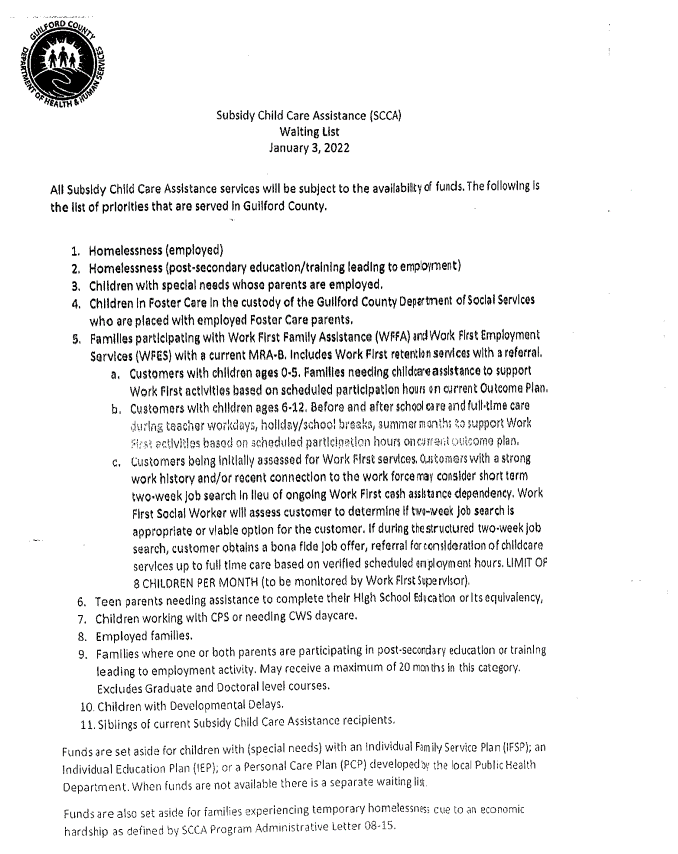 GUILFORD COUNTY
DEPARTMENT OF HEALTH & HUMAN SERVICES
Subsidy Child Care Assistance (SCCA)
Waiting List
January 3, 2022
All Subsidy Child Care Assistance services will be subject to the availability of funds. The following is
the list of priorities that are served in Guilford County.
1. Homelessness (employed)
2. Homelessness (post-secondary education/training leading to employment)
3. Children with special needs whose parents are employed.
4. Children in Foster Care in the custody of the Guilford County Department of Social Services
who are placed with employed Foster Care parents.
5. Families participating with Work First Family Assistance (WFFA) and Work First Employment
Services (WFES) with a current MRA-B. Includes Work First retention services with a referral.
a. Customers with children ages 0-5. Families needing childcare assistance to support
Work First activities based on scheduled participation hours on current Outcome Plan.
b. Customers with children ages 6-12. Before and after school care and full-time care
during teacher workdays, holiday/school breaks, summer months to support Work
First activities based on scheduled participation hours on current outcome plan.
c. Customers being initially assessed for Work First services. Customers with a strong
work history and/or recent connection to the work force may consider short term
two-week job search in lieu of ongoing Work First cash assistance dependency. Work
First Social Worker will assess customer to determine if two-week job search is
appropriate or viable option for the customer. If during the structured two-week job
search, customer obtains a bona fide job offer, referral for consideration of childcare
services up to full time care based on verified scheduled employment hours. LIMIT OF
8 CHILDREN PER MONTH (to be monitored by Work First Supervisor).
6. Teen parents needing assistance to complete their High School Education or its equivalency.
7. Children working with CPS or needing CWS daycare.
8. Employed families.
9. Families where one or both parents are participating in post-secondary education or training
leading to employment activity. May receive a maximum of 20 months in this category.
Excludes Graduate and Doctoral level courses.
10. Children with Developmental Delays.
11. Siblings of current Subsidy Child Care Assistance recipients.
Funds are set aside for children with (special needs) with an Individual Family Service Plan (IFSP); an
Individual Education Plan (IEP); or a Personal Care Plan (PCP) developed by the local Public Health
Department. When funds are not available there is a separate waiting list.
Funds are also set aside for families experiencing temporary homelessness due to an economic
hardship as defined by SCCA Program Administrative Letter 08-15.